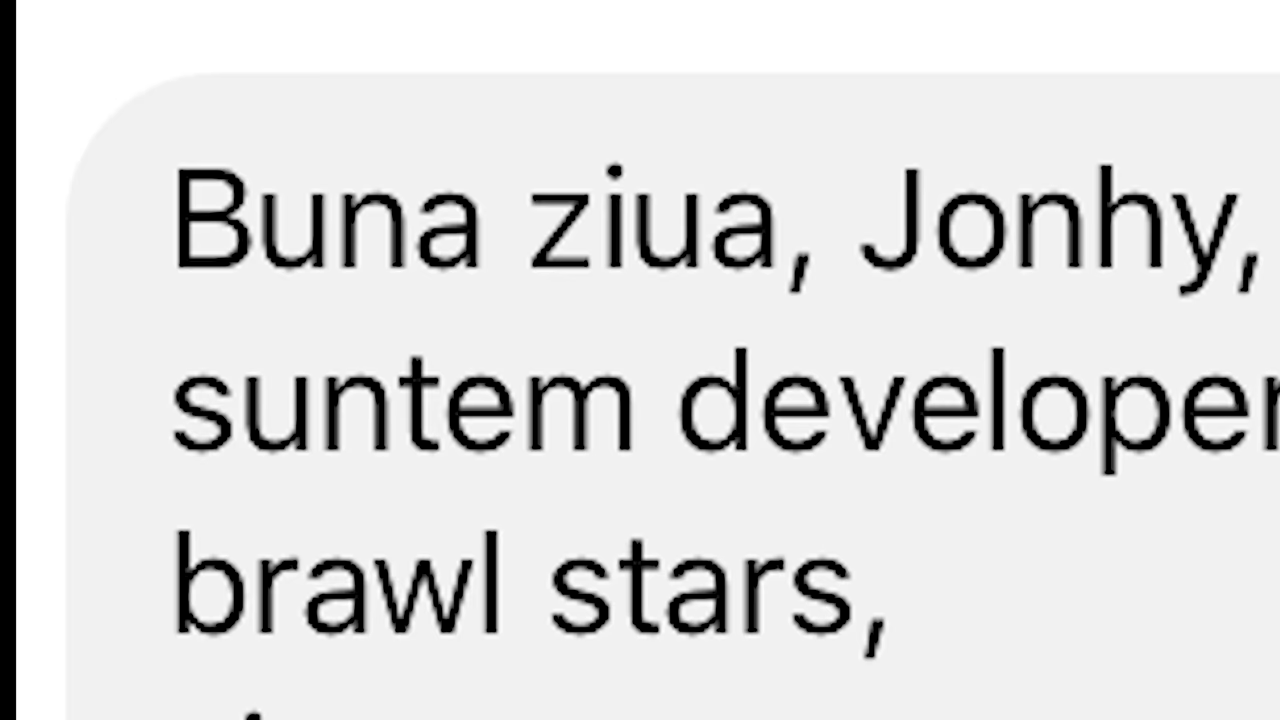 Buna ziua, Jonhy,
suntem developer
brawl stars,